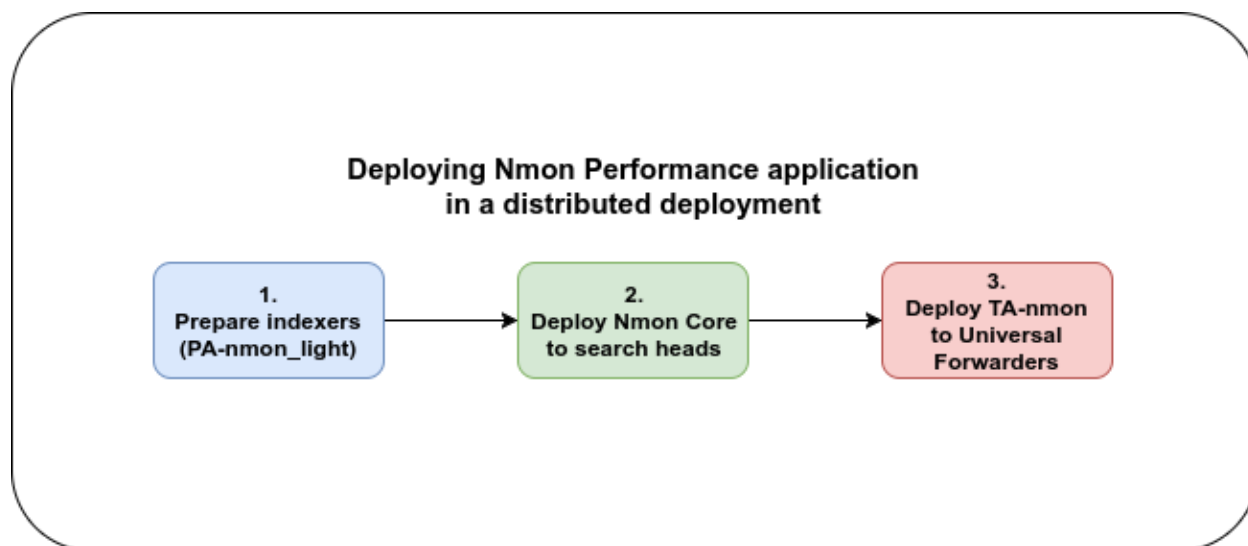 Deploying Nmon Performance application
in a distributed deployment
1.
Prepare indexers
(PA-nmon_light)
2.
Deploy Nmon Core
to search heads
3.
Deploy TA-nmon
to Universal
Forwarders